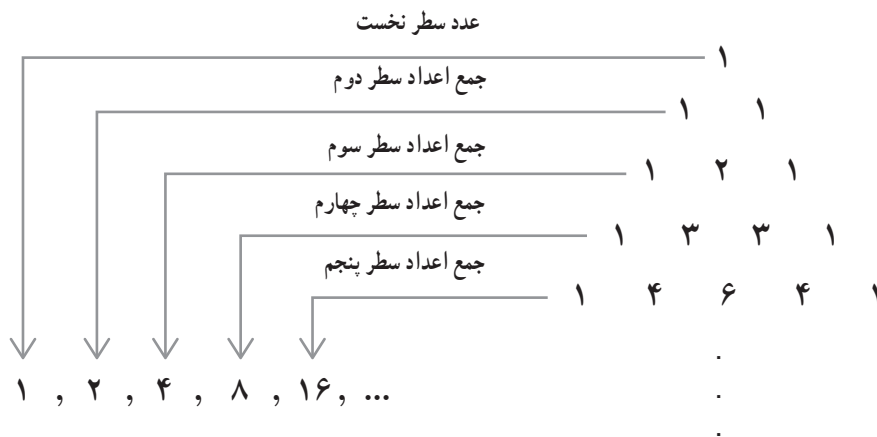 عدد سطر نخست
۱
جمع اعداد سطر دوم
۱ ۱
جمع اعداد سطر سوم
۱ ۲ ۱
جمع اعداد سطر چهارم
۱ ۳ ۳ ۱
جمع اعداد سطر پنجم
۱ ۴ ۶ ۴ ۱
.
.
.
۱ , ۲ , ۴ , ۸ , ۱۶, ...